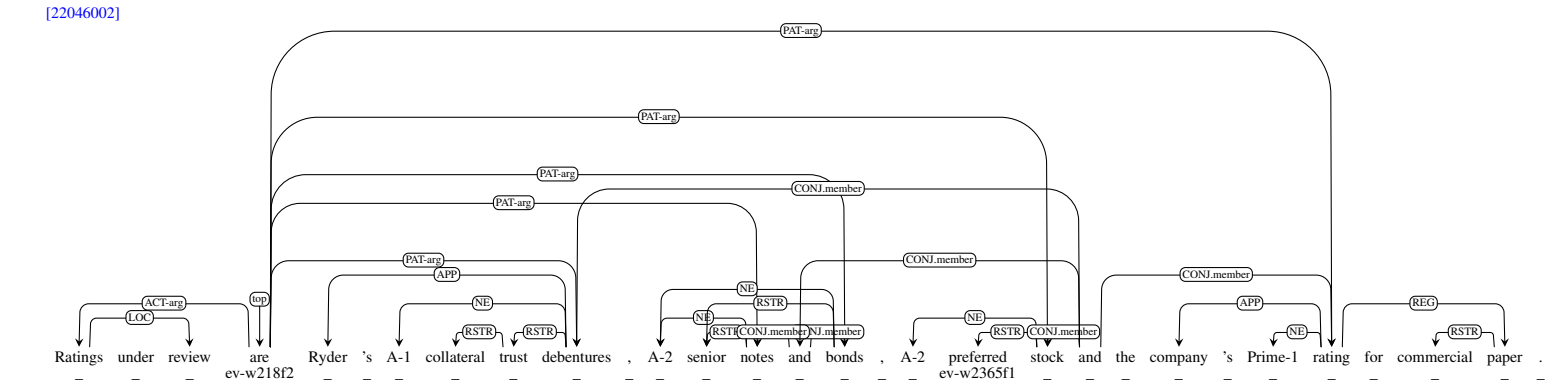 [22046002]
PAT-arg
PAT-arg
PAT-arg
CONJ.member
PAT-arg
PAT-arg CONJ.member
APP CONJ.member
NE
top ACT-arg NE RSTR APP REG
LOC NE NE
RSTR RSTR RSTR CONJ.member NJ.member RSTR CONJ.member NE RSTR
Ratings under review are Ryder 's A-1 collateral trust debentures , A-2 senior notes and bonds , A-2 preferred stock and the company 's Prime-1 rating for commercial paper .
ev-w218f2 ev-w2365f1
_ _ _ _ _ _ _ _ _ _ _ _ _ _ _ _ _ _ _ _ _ _ _ _ _ _ _